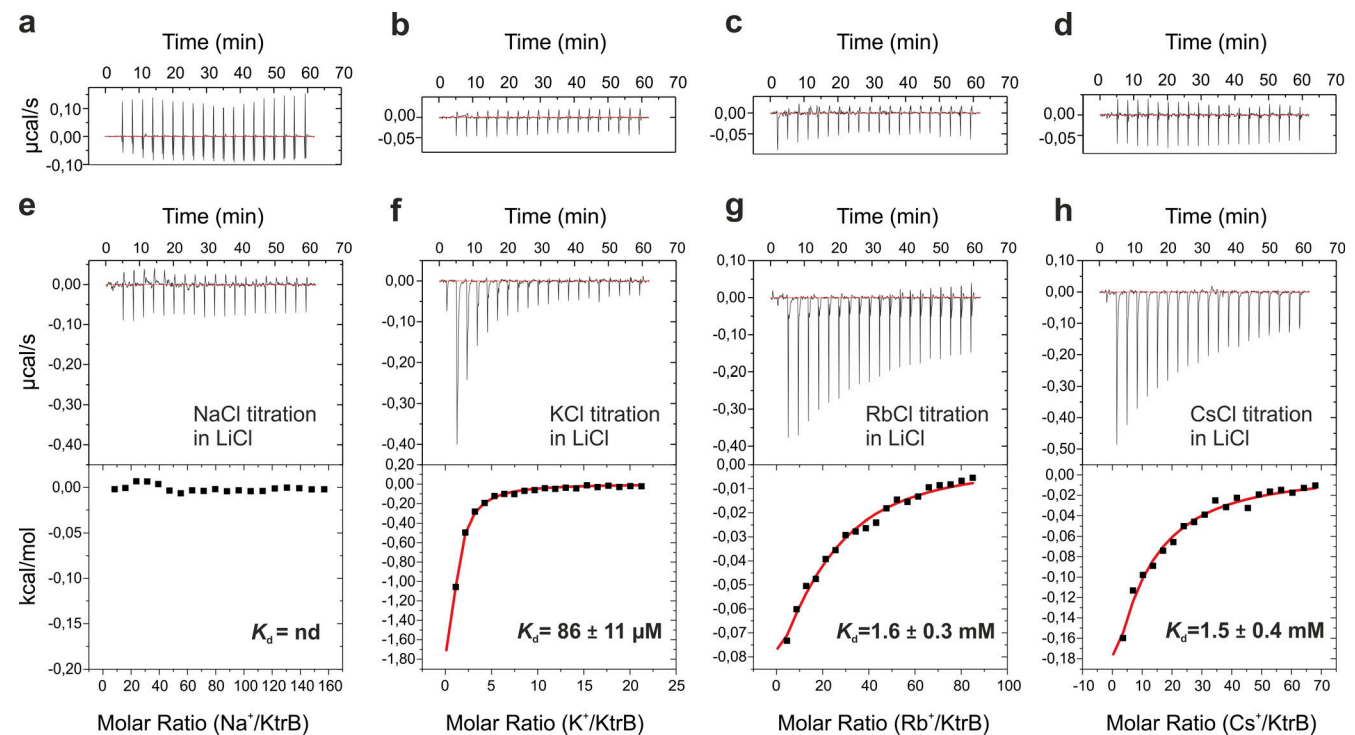 a
Time (min)
0 10 20 30 40 50 60 70
0,10
0,00
-0,10
µcal/s
b
Time (min)
0 10 20 30 40 50 60 70
0,00
-0,05
c
Time (min)
0 10 20 30 40 50 60 70
0,00
-0,05
d
Time (min)
0 10 20 30 40 50 60 70
0,00
-0,05
e
Time (min)
0 10 20 30 40 50 60 70
0,00
-0,10
-0,20
-0,30
-0,40
µcal/s
NaCl titration
in LiCl
0,00
-0,05
-0,10
-0,15
-0,20
kcal/mol
Kd = nd
0 20 40 60 80 100 120 140 160
Molar Ratio (Na+/KtrB)
f
Time (min)
0 10 20 30 40 50 60 70
0,00
-0,10
-0,20
-0,30
-0,40
KCl titration
in LiCl
0,20
0,00
-0,20
-0,40
-0,60
-0,80
-1,00
-1,20
-1,40
-1,60
-1,80
Kd= 86 ± 11 µM
0 5 10 15 20 25
Molar Ratio (K+/KtrB)
g
Time (min)
0 10 20 30 40 50 60 70
0,10
0,00
-0,10
-0,20
-0,30
-0,40
RbCl titration
in LiCl
0,00
-0,01
-0,02
-0,03
-0,04
-0,05
-0,06
-0,07
-0,08
Kd=1.6 ± 0.3 mM
0 20 40 60 80 100
Molar Ratio (Rb+/KtrB)
h
Time (min)
0 10 20 30 40 50 60 70
0,10
0,00
-0,10
-0,20
-0,30
-0,40
-0,50
CsCl titration
in LiCl
0,00
-0,02
-0,04
-0,06
-0,08
-0,10
-0,12
-0,14
-0,16
-0,18
Kd=1.5 ± 0.4 mM
-10 0 10 20 30 40 50 60 70 80
Molar Ratio (Cs+/KtrB)